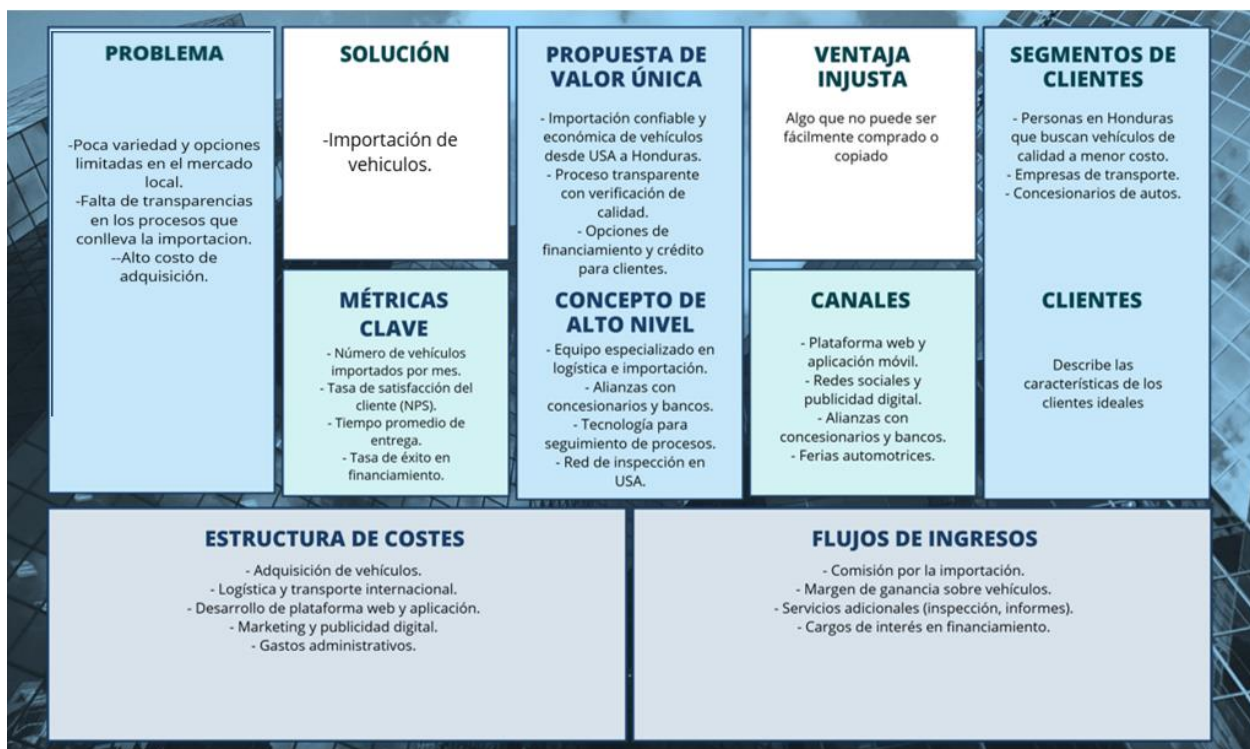 PROBLEMA
-Poca variedad y opciones
limitadas en el mercado
local.
-Falta de transparencias
en los procesos que
conlleva la importacion.
--Alto costo de
adquisición.
SOLUCIÓN
-Importación de
vehiculos.
MÉTRICAS
CLAVE
- Número de vehículos
importados por mes.
- Tasa de satisfacción del
cliente (NPS).
- Tiempo promedio de
entrega.
- Tasa de éxito en
financiamiento.
PROPUESTA DE
VALOR ÚNICA
- Importación confiable y
económica de vehículos
desde USA a Honduras.
- Proceso transparente
con verificación de
calidad.
- Opciones de
financiamiento y crédito
para clientes.
CONCEPTO DE
ALTO NIVEL
- Equipo especializado en
logística e importación.
- Alianzas con
concesionarios y bancos.
- Tecnología para
seguimiento de procesos.
- Red de inspección en
USA.
VENTAJA
INJUSTA
Algo que no puede ser
fácilmente comprado o
copiado
CANALES
- Plataforma web y
aplicación móvil.
- Redes sociales y
publicidad digital.
- Alianzas con
concesionarios y bancos.
- Ferias automotrices.
SEGMENTOS DE
CLIENTES
- Personas en Honduras
que buscan vehículos de
calidad a menor costo.
- Empresas de transporte.
- Concesionarios de autos.
CLIENTES
Describe las
características de los
clientes ideales
ESTRUCTURA DE COSTES
- Adquisición de vehículos.
- Logística y transporte internacional.
- Desarrollo de plataforma web y aplicación.
- Marketing y publicidad digital.
- Gastos administrativos.
FLUJOS DE INGRESOS
- Comisión por la importación.
- Margen de ganancia sobre vehículos.
- Servicios adicionales (inspección, informes).
- Cargos de interés en financiamiento.